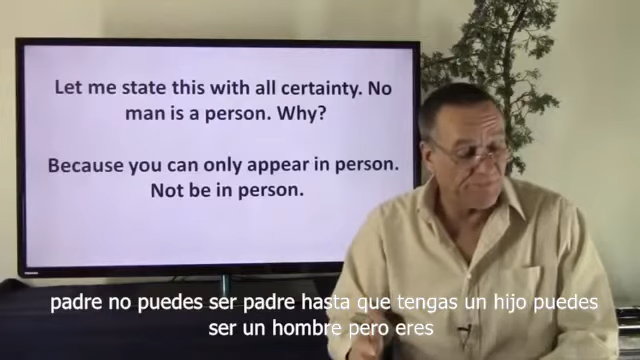 Let me state this with all certainty. No
man is a person. Why?
Because you can only appear in person.
Not be in person.
padre no puedes ser padre hasta que tengas un hijo puedes
ser un hombre pero eres